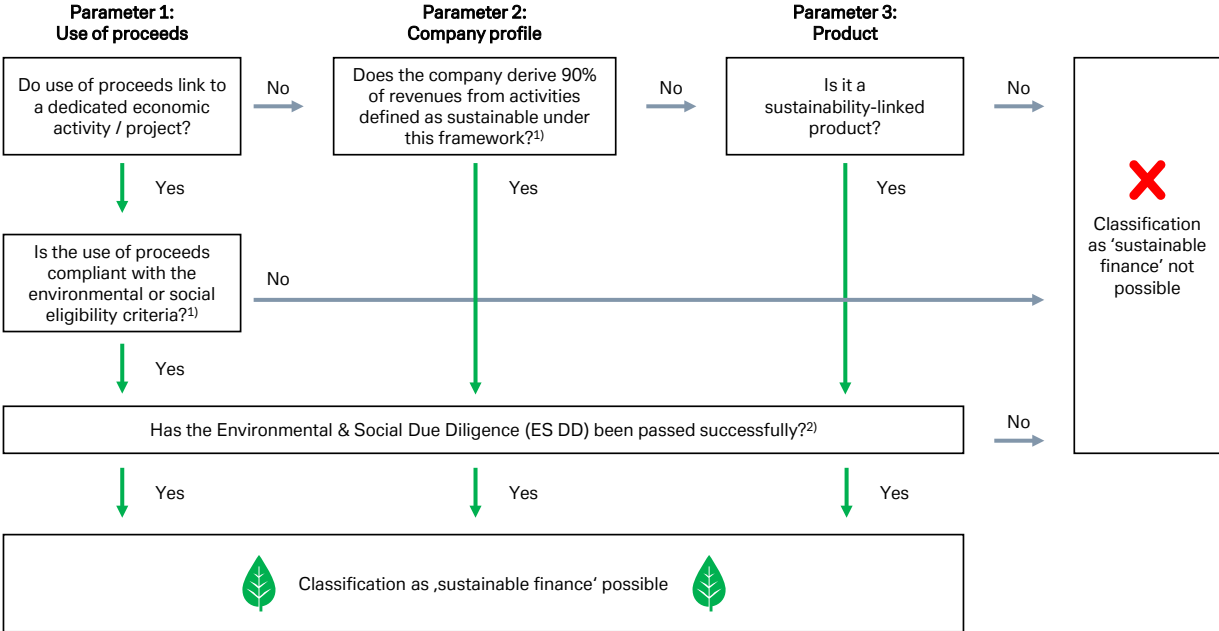 Parameter 1:
Use of proceeds
Parameter 2:
Company profile
Parameter 3:
Product
Do use of proceeds link to
a dedicated economic
activity / project?
No
Does the company derive 90%
of revenues from activities
defined as sustainable under
this framework?1)
No
Is it a
sustainability-linked
product?
No
Yes
Yes
Yes
Is the use of proceeds
compliant with the
environmental or social
eligibility criteria?1)
No
Classification
as ‘sustainable
finance’ not
possible
Yes
Has the Environmental & Social Due Diligence (ES DD) been passed successfully?2)
No
Yes
Yes
Yes
Classification as ‚sustainable finance‘ possible